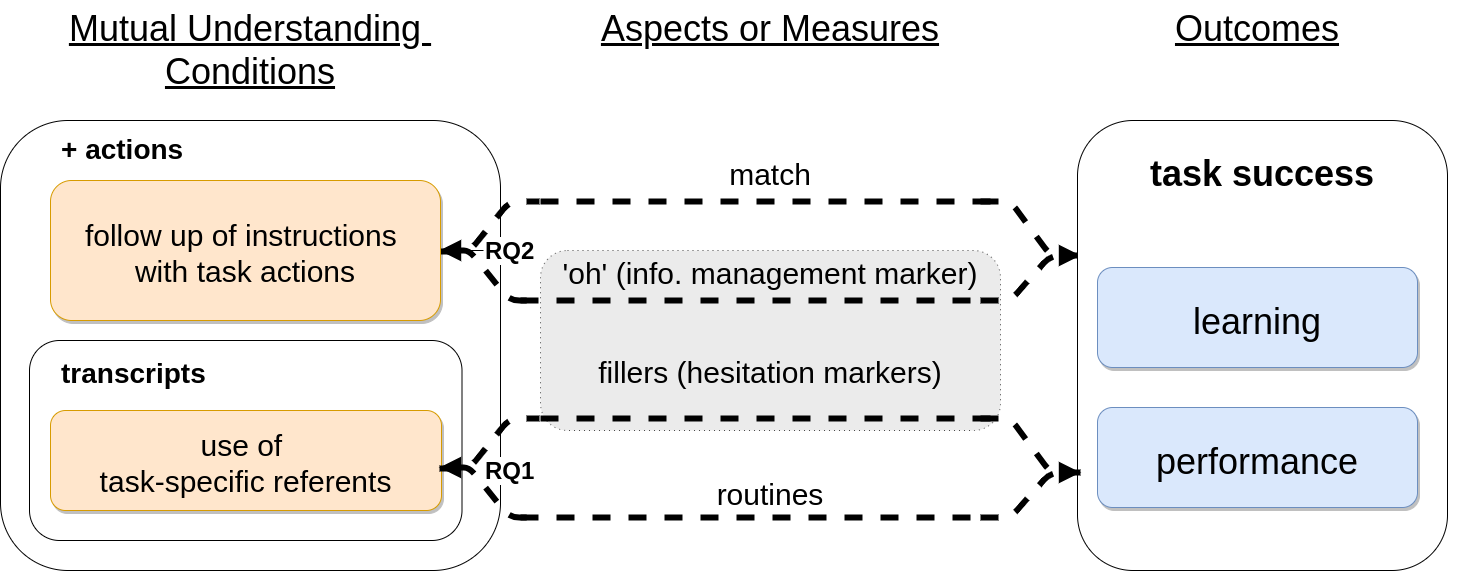 Mutual Understanding
Conditions
Aspects or Measures
Outcomes
+ actions
follow up of instructions
with task actions
transcripts
use of
task-specific referents
RQ2
RQ1
match
'oh' (info. management marker)
fillers (hesitation markers)
routines
task success
learning
performance